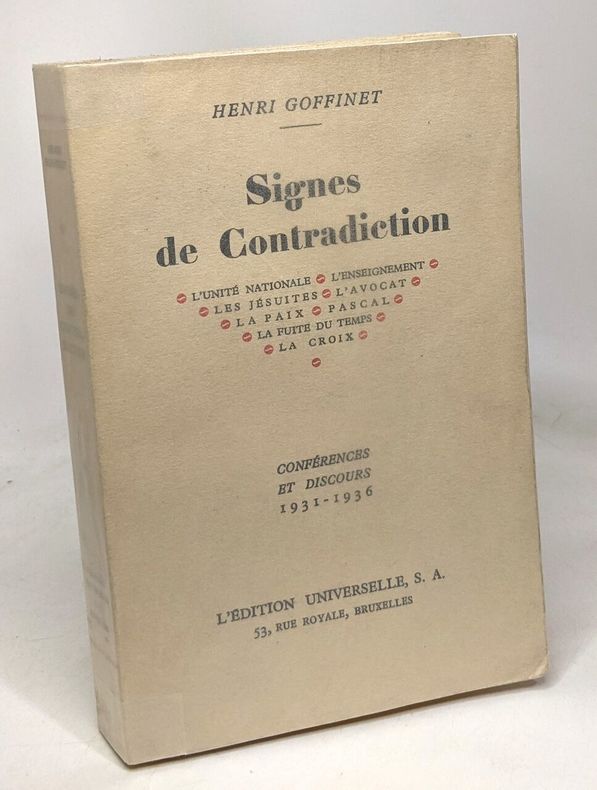 HENRI GOFFINET
Signes
de Contradiction
L'UNITÉ NATIONALE L'ENSEIGNEMENT
LES JÉSUITES L'AVOCAT
LA PAIX PASCAL
LA FUITE DU TEMPS
LA CROIX
CONFÉRENCES
ET DISCOURS
1931-1936
L'ÉDITION UNIVERSELLE, S. A.
53, RUE ROYALE, BRUXELLES